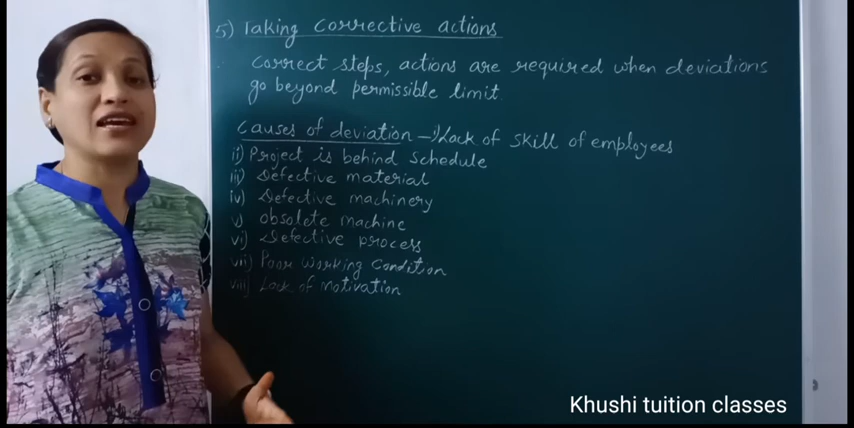 5) Taking corrective actions
Correct steps, actions are required when deviations
go beyond permissible limit.
Causes of deviation – i) Lack of skill of employees
ii) Project is behind schedule
iii) Defective material
iv) Defective machinery
v) obsolete machine
vi) Defective process
vii) Poor working Condition
viii) Lack of motivation
Khushi tuition classes